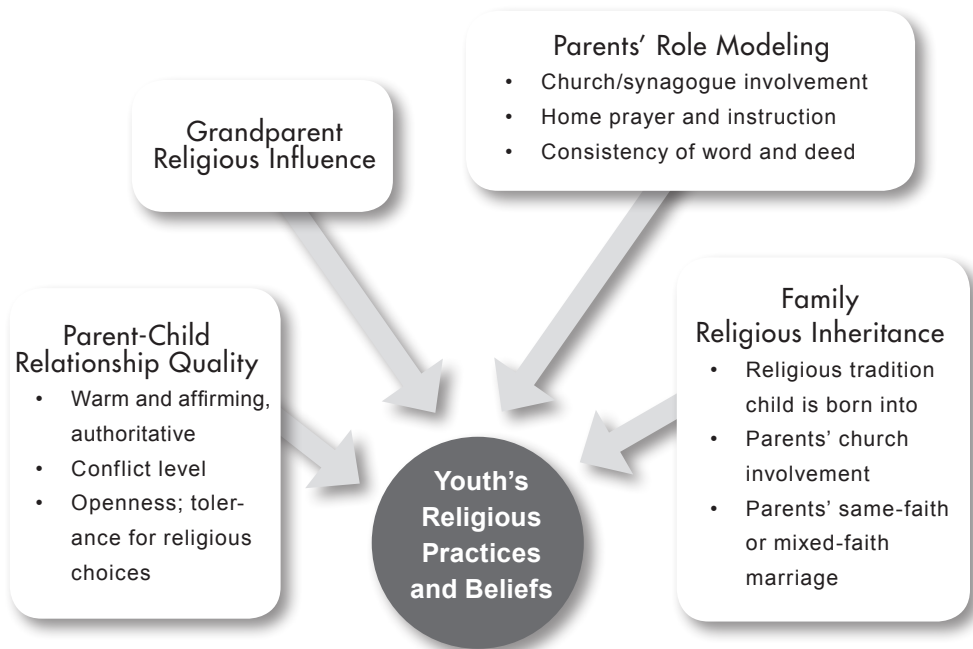 Grandparent
Religious Influence
Parents' Role Modeling
• Church/synagogue involvement
• Home prayer and instruction
• Consistency of word and deed
Parent-Child
Relationship Quality
• Warm and affirming,
authoritative
• Conflict level
• Openness; toler-
ance for religious
choices
Family
Religious Inheritance
• Religious tradition
child is born into
• Parents' church
involvement
• Parents' same-faith
or mixed-faith
marriage
Youth's
Religious
Practices
and Beliefs